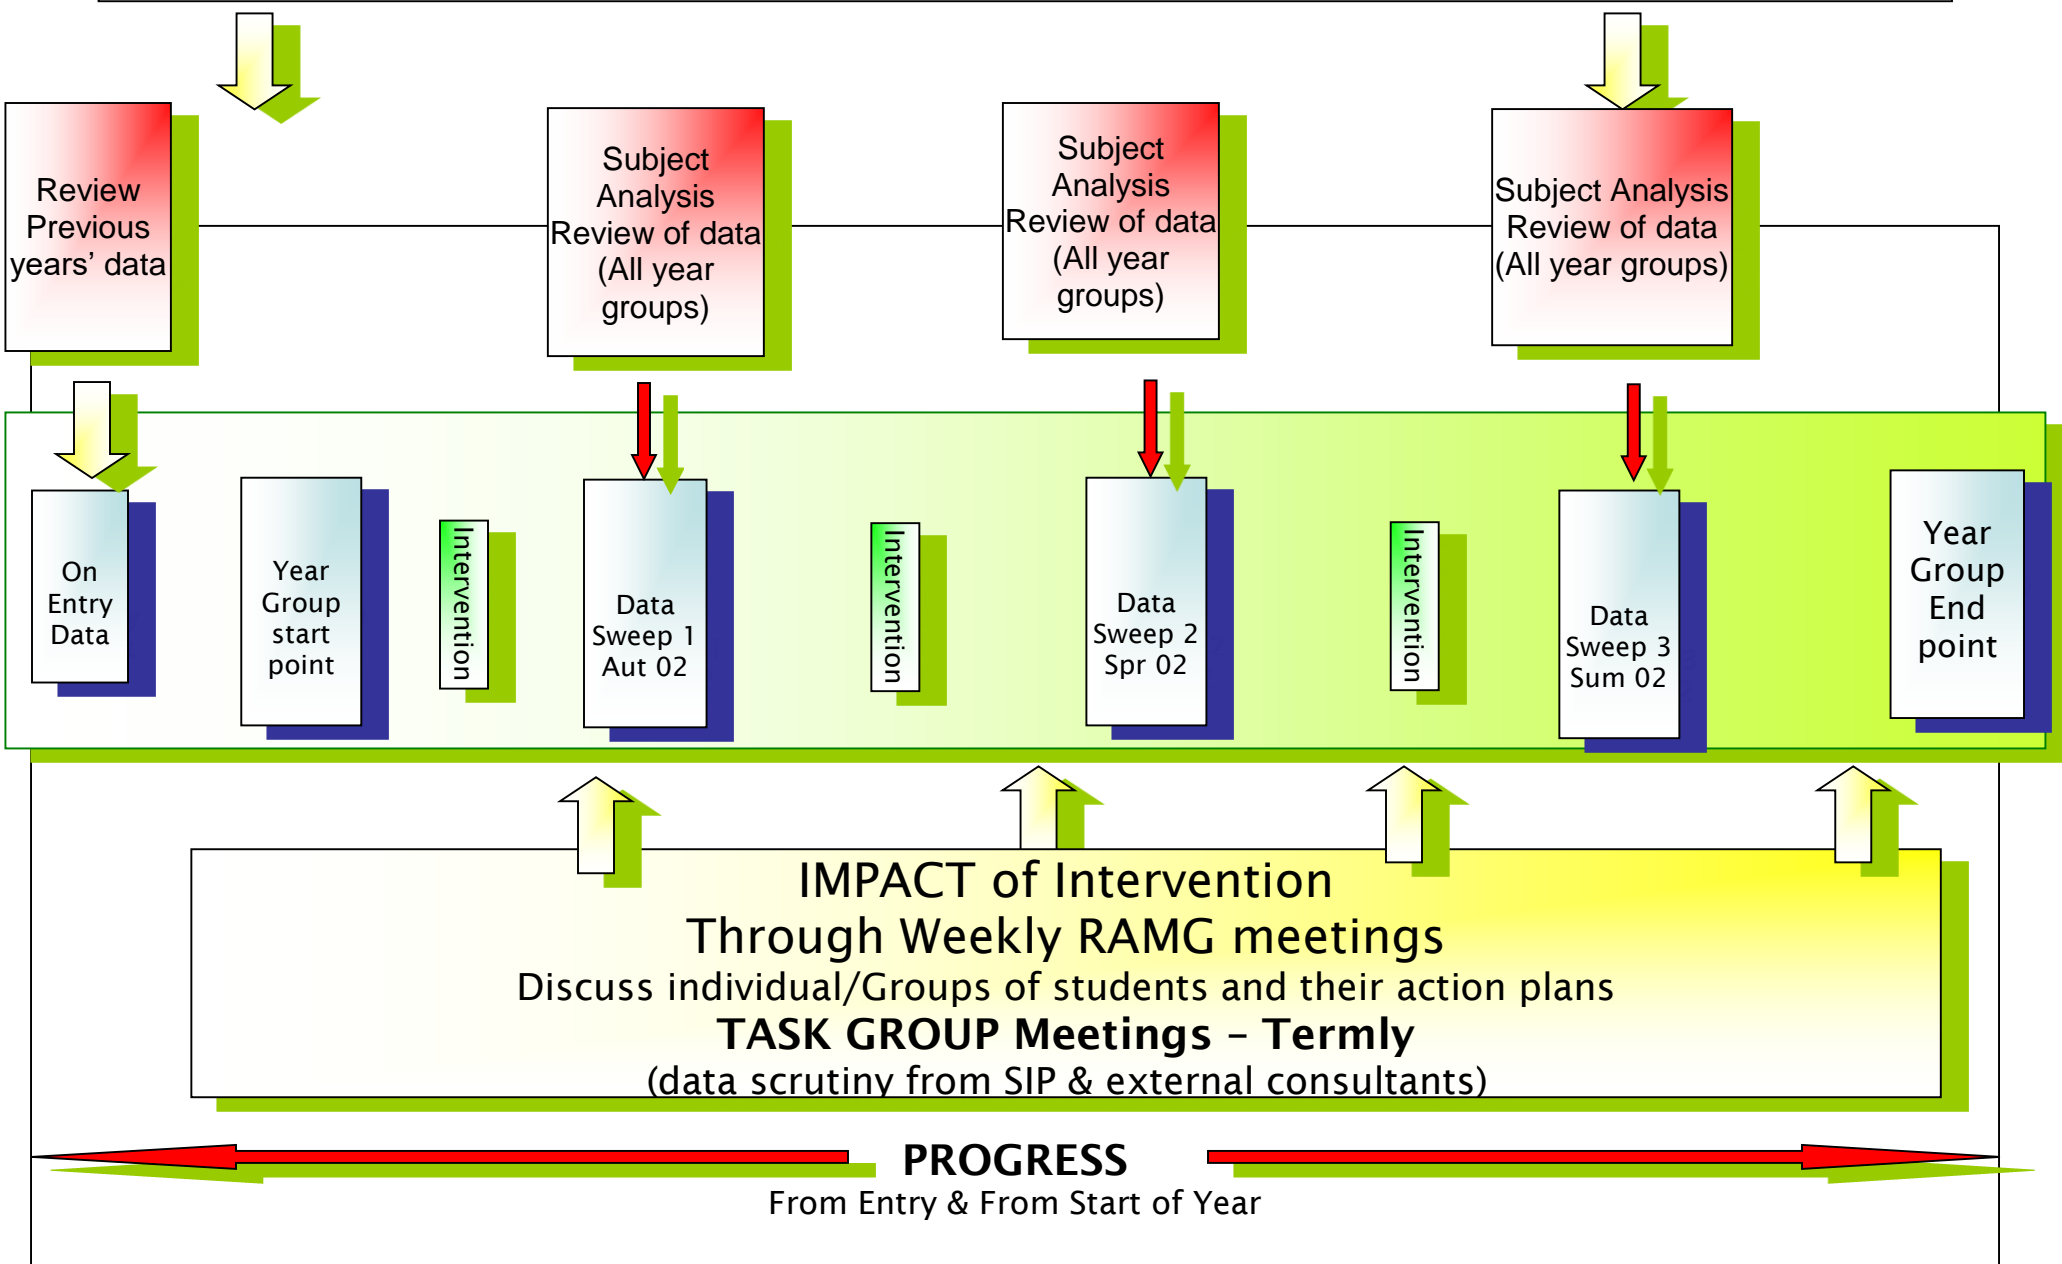 Review
Previous
years’ data
Subject
Analysis
Review of data
(All year
groups)
Subject
Analysis
Review of data
(All year
groups)
Subject Analysis
Review of data
(All year groups)
On
Entry
Data
Year
Group
start
point
Intervention
Data
Sweep 1
Aut 02
Intervention
Data
Sweep 2
Spr 02
Intervention
Data
Sweep 3
Sum 02
Year
Group
End
point
IMPACT of Intervention
Through Weekly RAMG meetings
Discuss individual/Groups of students and their action plans
TASK GROUP Meetings – Termly
(data scrutiny from SIP & external consultants)
PROGRESS
From Entry & From Start of Year